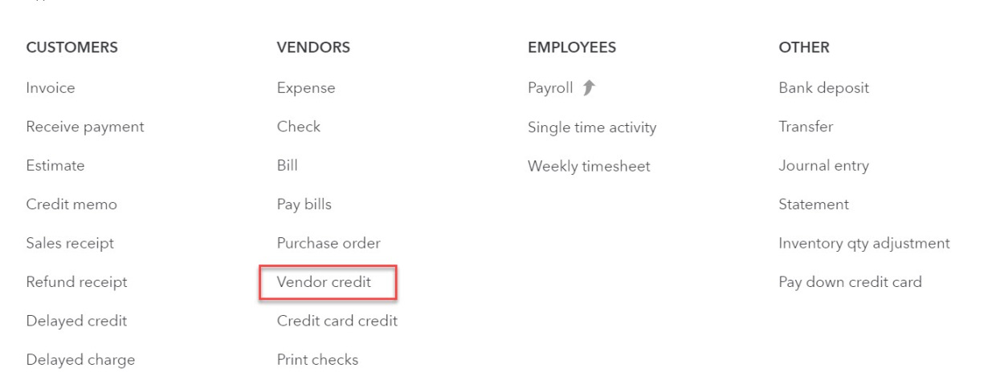 CUSTOMERS
Invoice
Receive payment
Estimate
Credit memo
Sales receipt
Refund receipt
Delayed credit
Delayed charge
VENDORS
Expense
Check
Bill
Pay bills
Purchase order
Vendor credit
Credit card credit
Print checks
EMPLOYEES
Payroll
Single time activity
Weekly timesheet
OTHER
Bank deposit
Transfer
Journal entry
Statement
Inventory qty adjustment
Pay down credit card